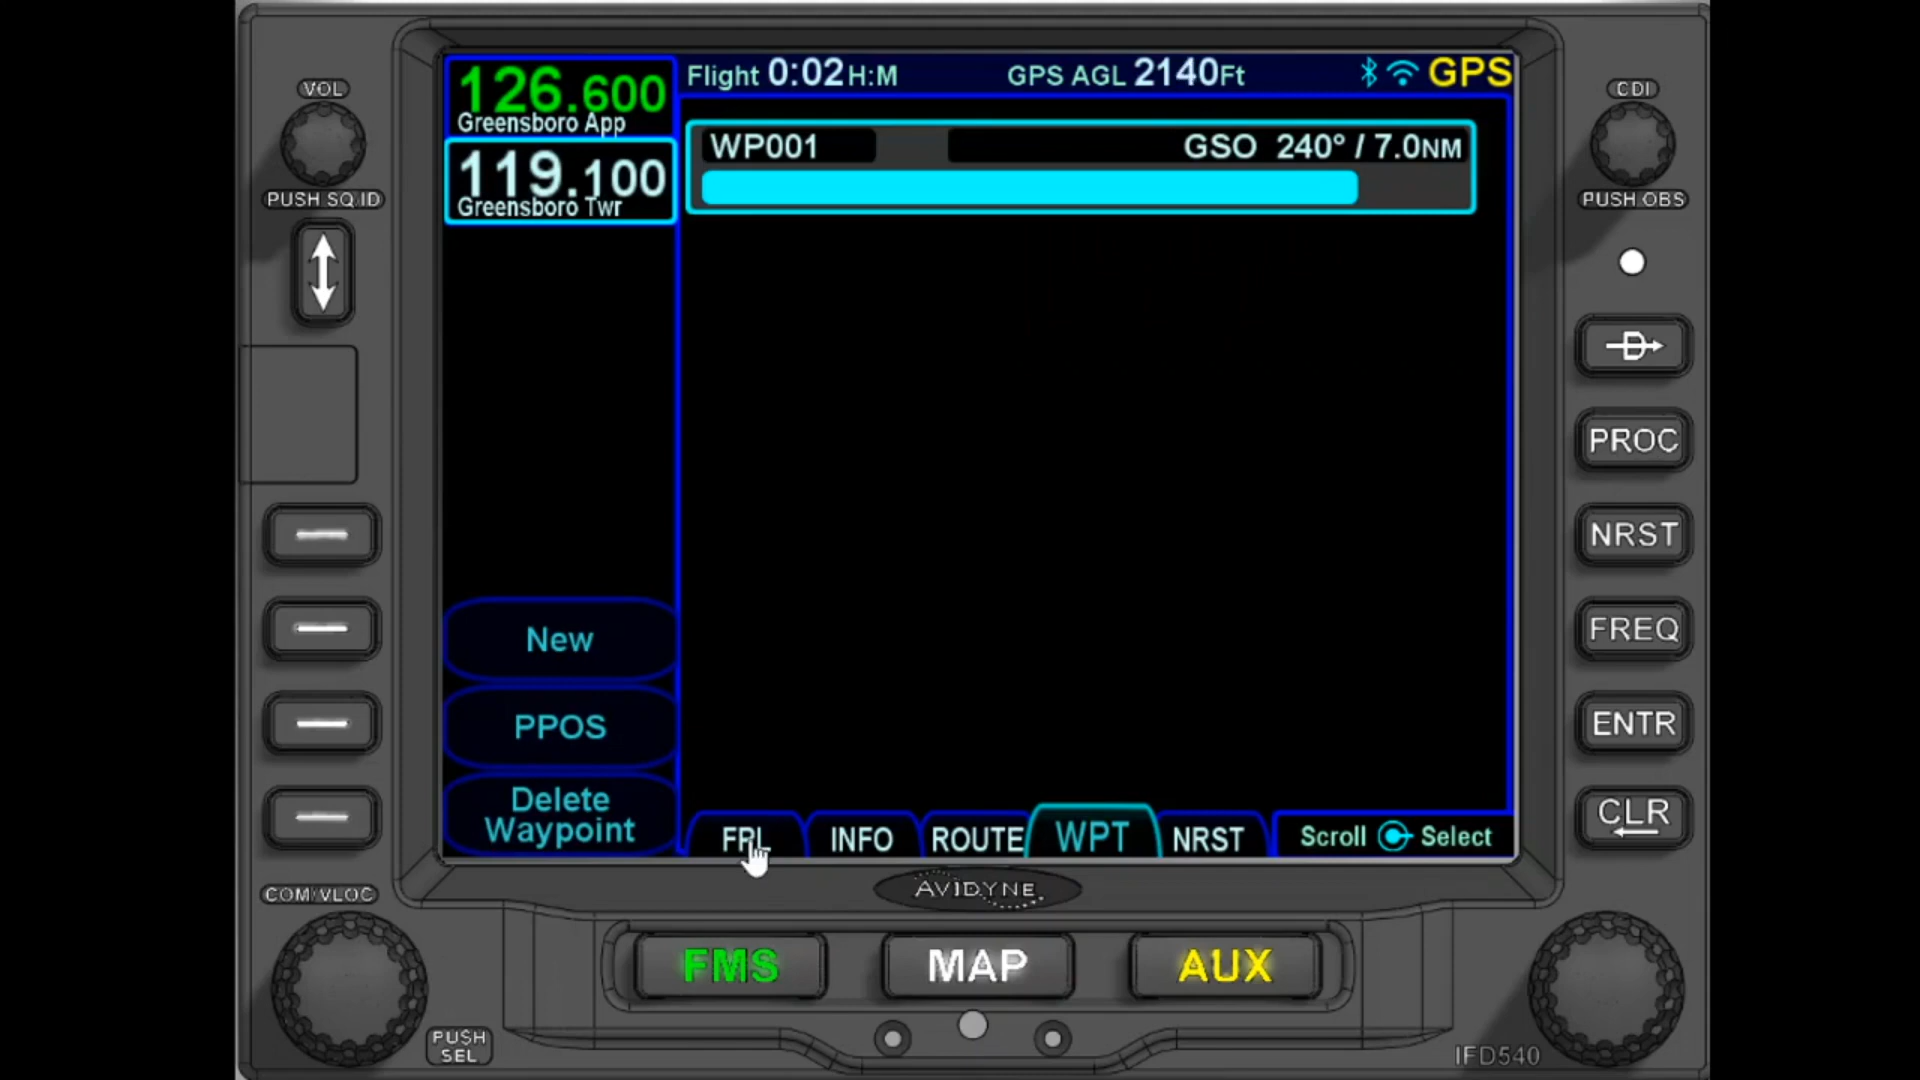 VOL
PUSH SQ.ID
126.600
Greensboro App
119.100
Greensboro Twr
Flight 0:02 H:M
GPS AGL 2140Ft
GPS
WP001
GSO 240° / 7.0NM
CDI
PUSH OBS
D
PROC
NRST
FREQ
ENTR
CLR
New
PPOS
Delete
Waypoint
FPL
INFO
ROUTE
WPT
NRST
Scroll
Select
AVIDYNE
COM/VLOC
PUSH
SEL
FMS
MAP
AUX
IFD540